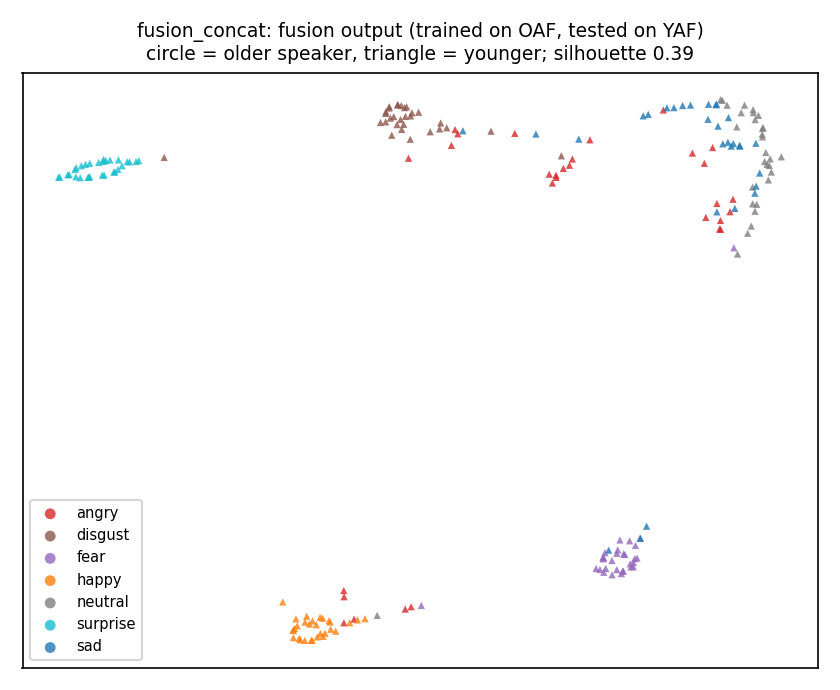 fusion_concat: fusion output (trained on OAF, tested on YAF)
circle = older speaker, triangle = younger; silhouette 0.39
angry
disgust
fear
happy
neutral
surprise
sad